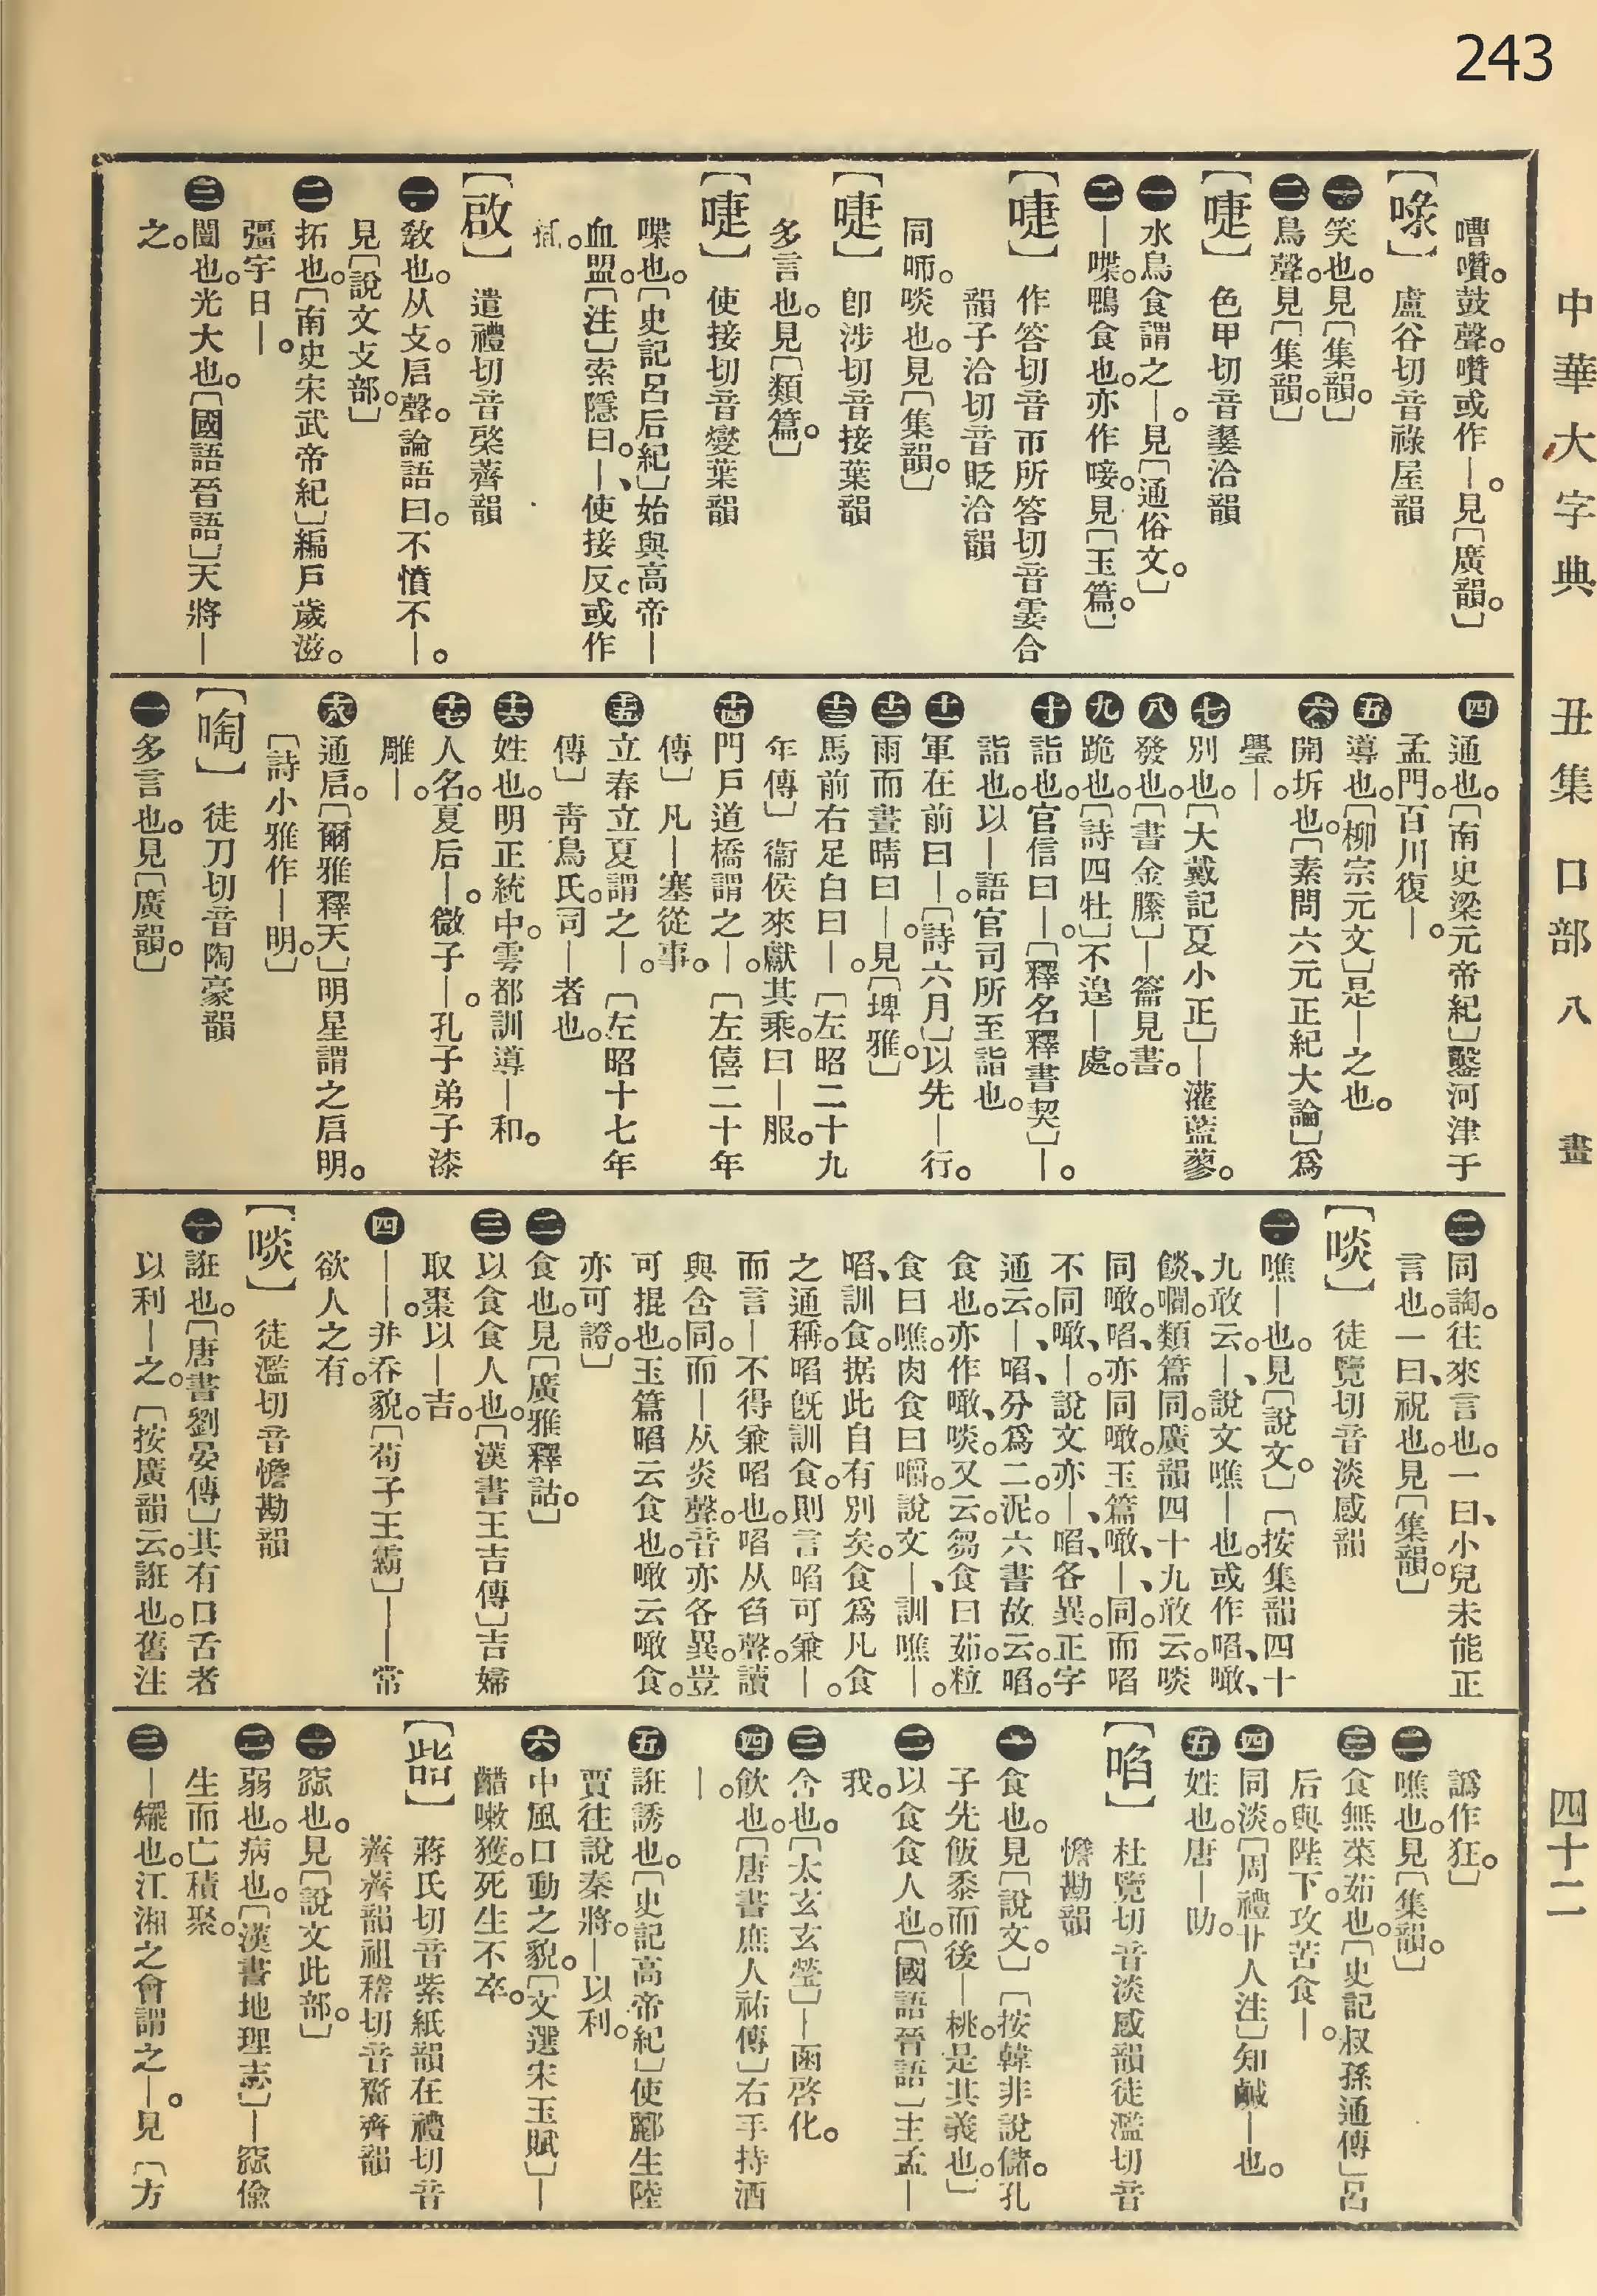 243
中華大字典 丑集 口部 八畫 四十二
嘈囋。鼓聲。囋或作｜。見〔廣韻。〕
〔㖨〕 盧谷切音祿屋韻
㊀笑也。見〔集韻。〕
㊁鳥聲。見〔集韻。〕
〔啑〕 色甲切音翣洽韻
㊀水鳥食謂之｜。見〔通俗文。〕
㊁｜喋。鴨食也。亦作唼。見〔玉篇。〕
〔啑〕 作答切音帀所答切音霎合
韻子洽切音眨洽韻
同咂。啖也。見〔集韻。〕
〔啑〕 卽涉切音接葉韻
多言也。見〔類篇。〕
〔啑〕 使接切音燮葉韻
喋也。〔史記呂后紀〕始與高帝｜
血盟。〔注〕索隱曰。｜、使接反。或作
㰱。
〔啟〕 遣禮切音棨薺韻
㊀敎也。从攴。启聲。論語曰。不憤不｜。
見〔說文攴部。〕
㊁拓也。〔南史宋武帝紀〕編戶歲滋。
彊宇日｜。
㊂闓也。光大也。〔國語晉語〕天將｜
之。
㊃通也。〔南史梁元帝紀〕鑿河津于
孟門。百川復｜。
㊄導也。〔柳宗元文〕是｜之也。
㊅開坼也。〔素問六元正紀大論〕爲
璺｜。
㊆別也。〔大戴記夏小正〕｜灌藍蓼。
㊇發也。〔書金縢〕｜籥見書。
㊈跪也。〔詩四牡〕不遑｜處。
㊉詣也。官信曰｜。〔釋名釋書契〕｜。
詣也。以｜語官司所至詣也。
十一軍在前曰｜。〔詩六月〕以先｜行。
十二雨而晝晴曰｜。見〔埤雅。〕
十三馬前右足白曰｜。〔左昭二十九
年傳〕衞侯來獻其乘。曰｜服。
十四門戶道橋謂之｜。〔左僖二十年
傳〕凡｜塞從事。
十五立春立夏謂之｜。〔左昭十七年
傳〕靑鳥氏。司｜者也。
十六姓也。明正統中。雲都訓導｜和。
十七人名。夏后｜。微子｜。孔子弟子漆
雕｜。
十八通启。〔爾雅釋天〕明星謂之启明。
〔詩小雅作｜明。〕
〔啕〕 徒刀切音陶豪韻
㊀多言也。見〔廣韻。〕
㊁同詾。往來言也。一曰、小兒未能正
言也。一曰、祝也。見〔集韻。〕
〔啖〕 徒覽切音淡感韻
㊀噍｜也。見〔說文。〕〔按集韻四十
九敢云。｜、說文噍｜也。或作啗、噉、
餤、嚪。類篇同。廣韻四十九敢云。啖
同噉。啗、亦同噉。玉篇噉、｜、同。而啗
不同噉、｜。說文亦｜、啗、各異。正字
通云。｜、啗、分爲二。泥。六書故云。啗。
食也。亦作噉、啖。又云。芻食曰茹。粒
食曰噍。肉食曰嚼。說文。｜、訓噍｜。
啗、訓食。据此自有別矣。食爲凡食
之通稱。啗旣訓食。則言啗可兼｜。
而言｜不得兼啗也。啗从臽聲。讀
與含同。而｜从炎聲。音亦各異。豈
可掍也。玉篇啗云食也。噉云噉食。
亦可證。〕
㊁食也。見〔廣雅釋詁。〕
㊂以食食人也。〔漢書王吉傳〕吉婦
取棗以｜吉。
㊃｜｜。幷吞貌。〔荀子王霸〕｜｜常
欲人之有。
〔啖〕 徒濫切音憺勘韻
㊀誑也。〔唐書劉晏傳〕其有口舌者
以利｜之。〔按廣韻云。誑也。舊注
譌作狂。〕
㊁噍也。見〔集韻。〕
㊂食無菜茹也。〔史記叔孫通傳〕呂
后與陛下。攻苦食｜。
㊃同淡。〔周禮廿人注〕知鹹｜也。
㊄姓也。唐｜助。
〔啗〕 杜覽切音淡感韻徒濫切音
憺勘韻
㊀食也。見〔說文。〕〔按韓非說儲。孔
子先飯黍而後｜桃。是其義也。〕
㊁以食食人也。〔國語晉語〕主孟｜
我。
㊂含也。〔太玄玄瑩〕｜函啓化。
㊃飮也。〔唐書庶人祐傳〕右手持酒
｜。
㊄誑誘也。〔史記高帝紀〕使酈生陸
賈往說秦將。｜以利。
㊅中風口動之貌。〔文選宋玉賦〕｜
齰嗽獲。死生不卒。
〔啙〕 蔣氏切音紫紙韻在禮切音
薺薺韻祖稽切音齎齊韻
㊀窳也。見〔說文此部。〕
㊁弱也。病也。〔漢書地理志〕｜窳偸
生而亡積聚。
㊂｜矲也。江湘之會謂之｜。見〔方